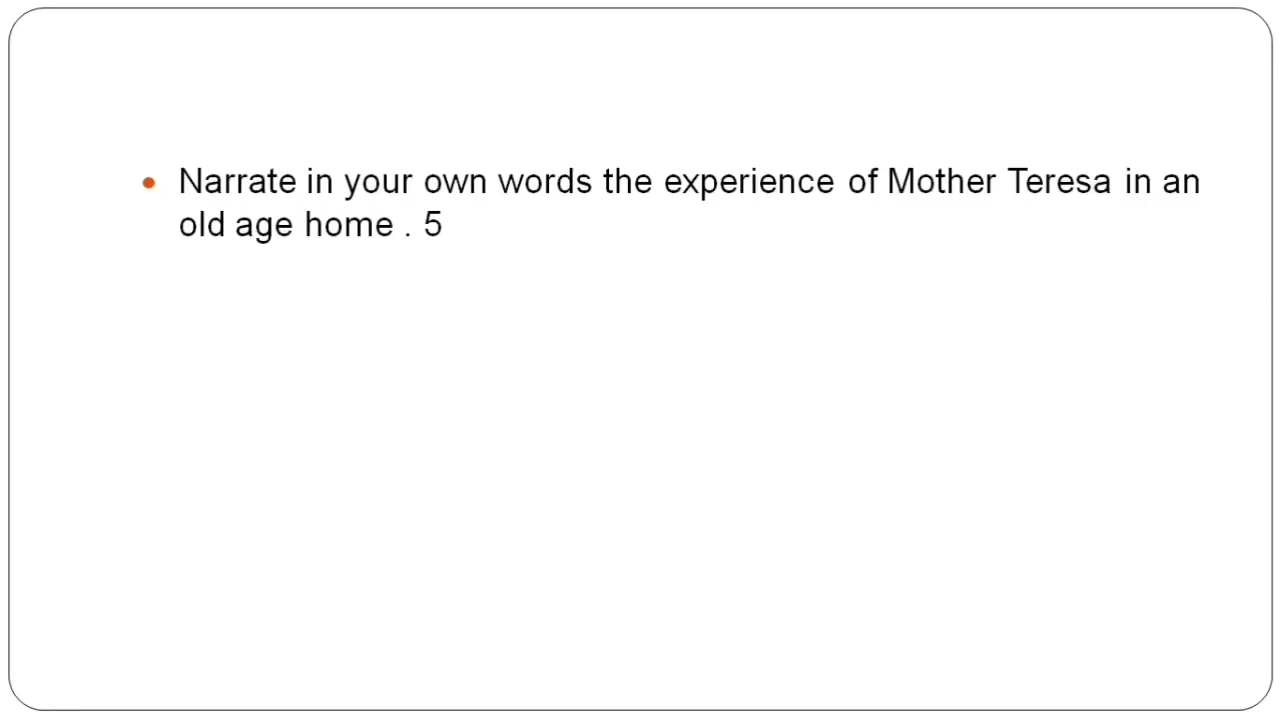 • Narrate in your own words the experience of Mother Teresa in an
old age home . 5